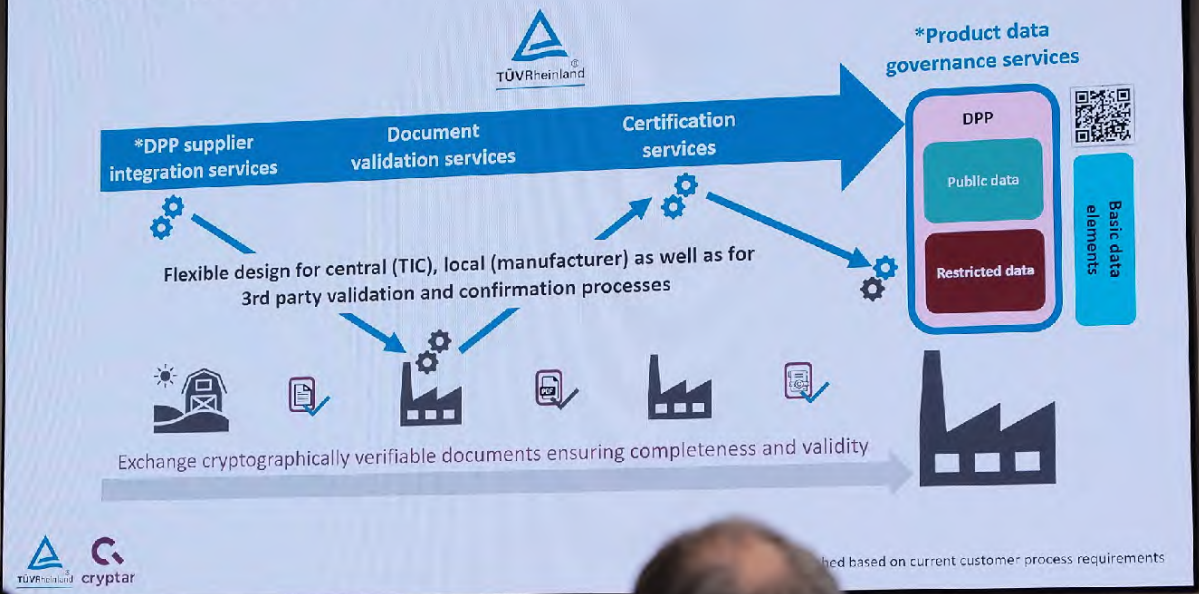 TÜVRheinland
®
*Product data
governance services
*DPP supplier
integration services
Document
validation services
Certification
services
DPP
Public data
Restricted data
Basic data
elements
Flexible design for central (TIC), local (manufacturer) as well as for
3rd party validation and confirmation processes
PDF
Exchange cryptographically verifiable documents ensuring completeness and validity
TÜVRheinland
®
cryptar
based on current customer process requirements